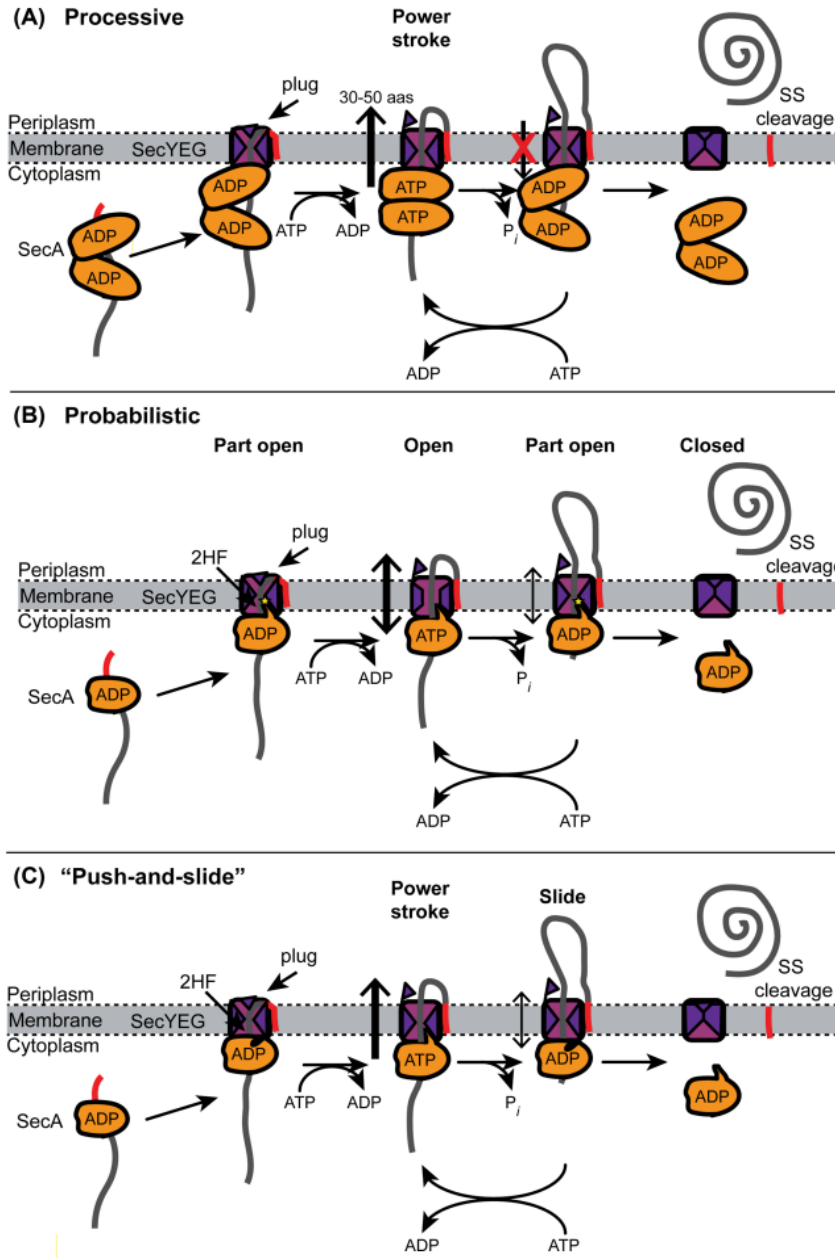 (A) Processive
Power
stroke
plug
30-50 aas
SS
cleavage
Periplasm
Membrane SecYEG
Cytoplasm
ADP
ADP
ATP
ATP
ADP
ADP
SecA
ADP
ADP
ATP ADP
Pi
ADP
ADP
ADP ATP
(B) Probabilistic
Part open Open Part open Closed
plug
2HF
SS
cleavage
Periplasm
Membrane SecYEG
Cytoplasm
ADP ATP ADP
SecA ADP
ATP ADP
Pi
ADP
ADP ATP
(C) “Push-and-slide”
Power
stroke
Slide
plug
2HF
SS
cleavage
Periplasm
Membrane SecYEG
Cytoplasm
ADP ATP ADP
SecA ADP
ATP ADP
Pi
ADP
ADP ATP